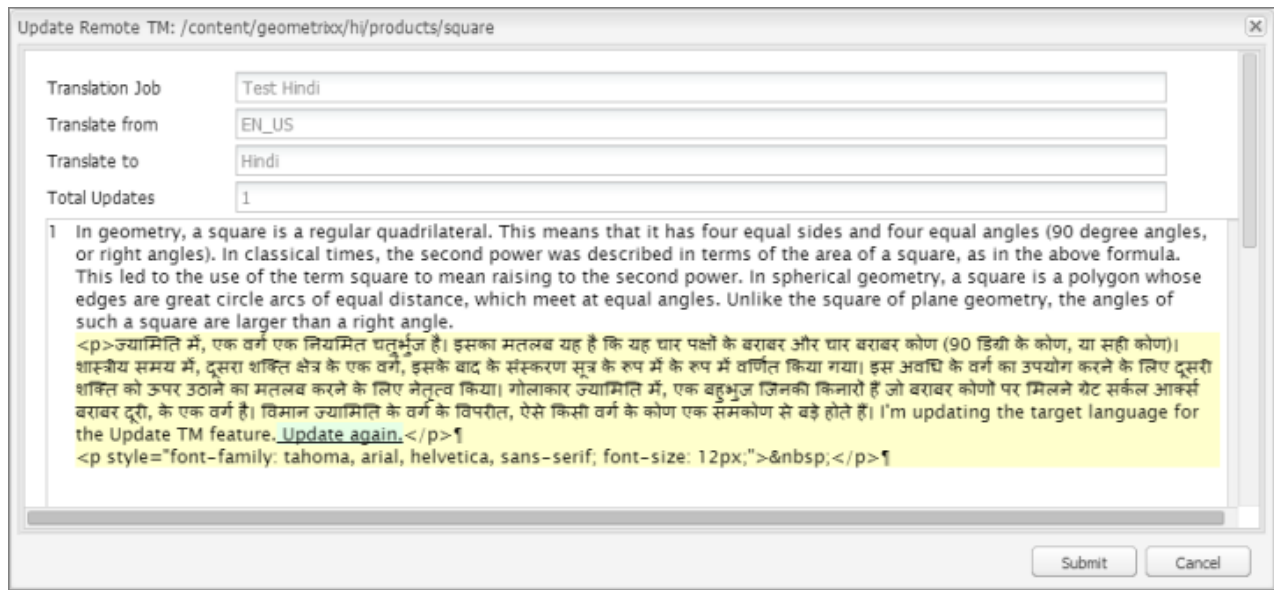 Update Remote TM: /content/geometrixx/hi/products/square
Translation Job Test Hindi
Translate from EN_US
Translate to Hindi
Total Updates 1
1 In geometry, a square is a regular quadrilateral. This means that it has four equal sides and four equal angles (90 degree angles,
or right angles). In classical times, the second power was described in terms of the area of a square, as in the above formula.
This led to the use of the term square to mean raising to the second power. In spherical geometry, a square is a polygon whose
edges are great circle arcs of equal distance, which meet at equal angles. Unlike the square of plane geometry, the angles of
such a square are larger than a right angle.
<p>ज्यामिति में, एक वर्ग एक नियमित चतुर्भुज है। इसका मतलब यह है कि यह चार पक्षों के बराबर और चार बराबर कोण (90 डिग्री के कोण, या सही कोण)।
शास्त्रीय समय में, दूसरा शक्ति क्षेत्र के एक वर्ग, इसके बाद के संस्करण सूत्र के रुप में के रुप में वर्णित किया गया। इस अवधि के वर्ग का उपयोग करने के लिए दूसरी
शक्ति को ऊपर उठाने का मतलब करने के लिए नेतृत्व किया। गोलाकार ज्यामिति में, एक बहुभुज जिनकी किनारों हैं जो बराबर कोणों पर मिलने ग्रेट सर्कल आर्क्स
बराबर दूरी, के एक वर्ग है। विमान ज्यामिति के वर्ग के विपरीत, ऐसे किसी वर्ग के कोण एक समकोण से बड़े होते हैं। I'm updating the target language for
the Update TM feature. Update again.</p>¶
<p style="font-family: tahoma, arial, helvetica, sans-serif; font-size: 12px;">&nbsp;</p>¶
Submit Cancel